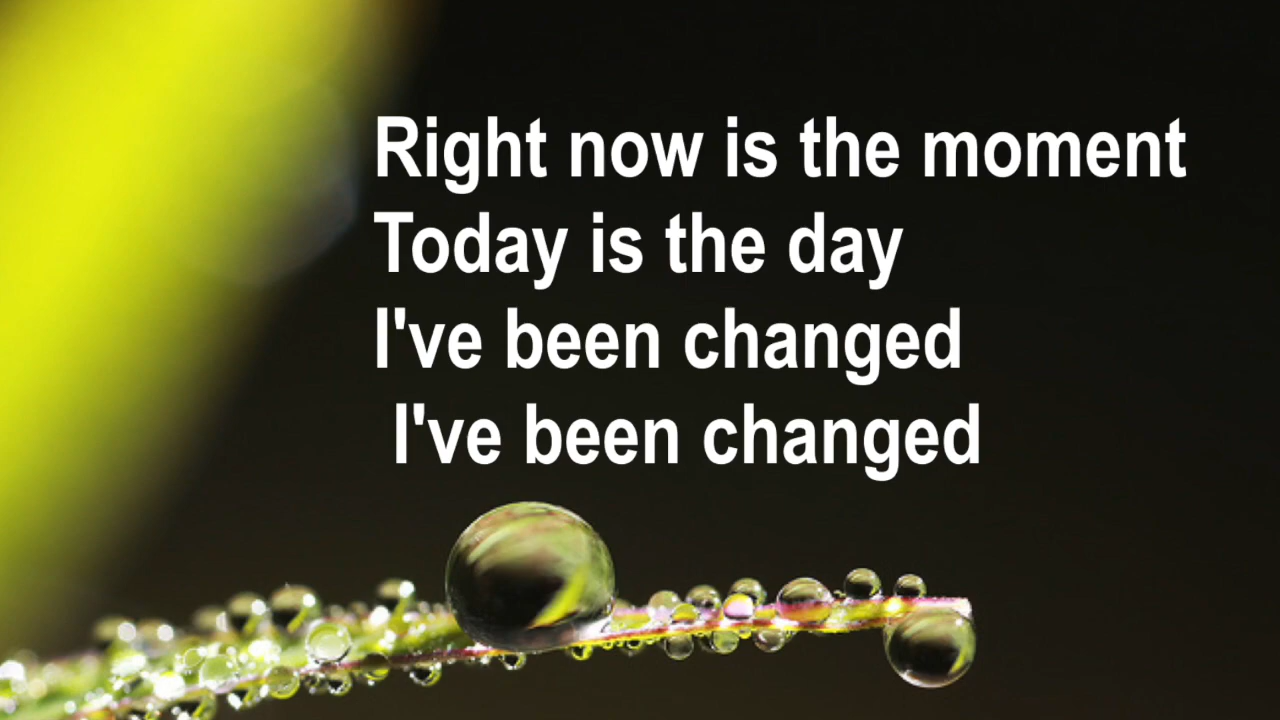 Right now is the moment
Today is the day
I've been changed
I've been changed